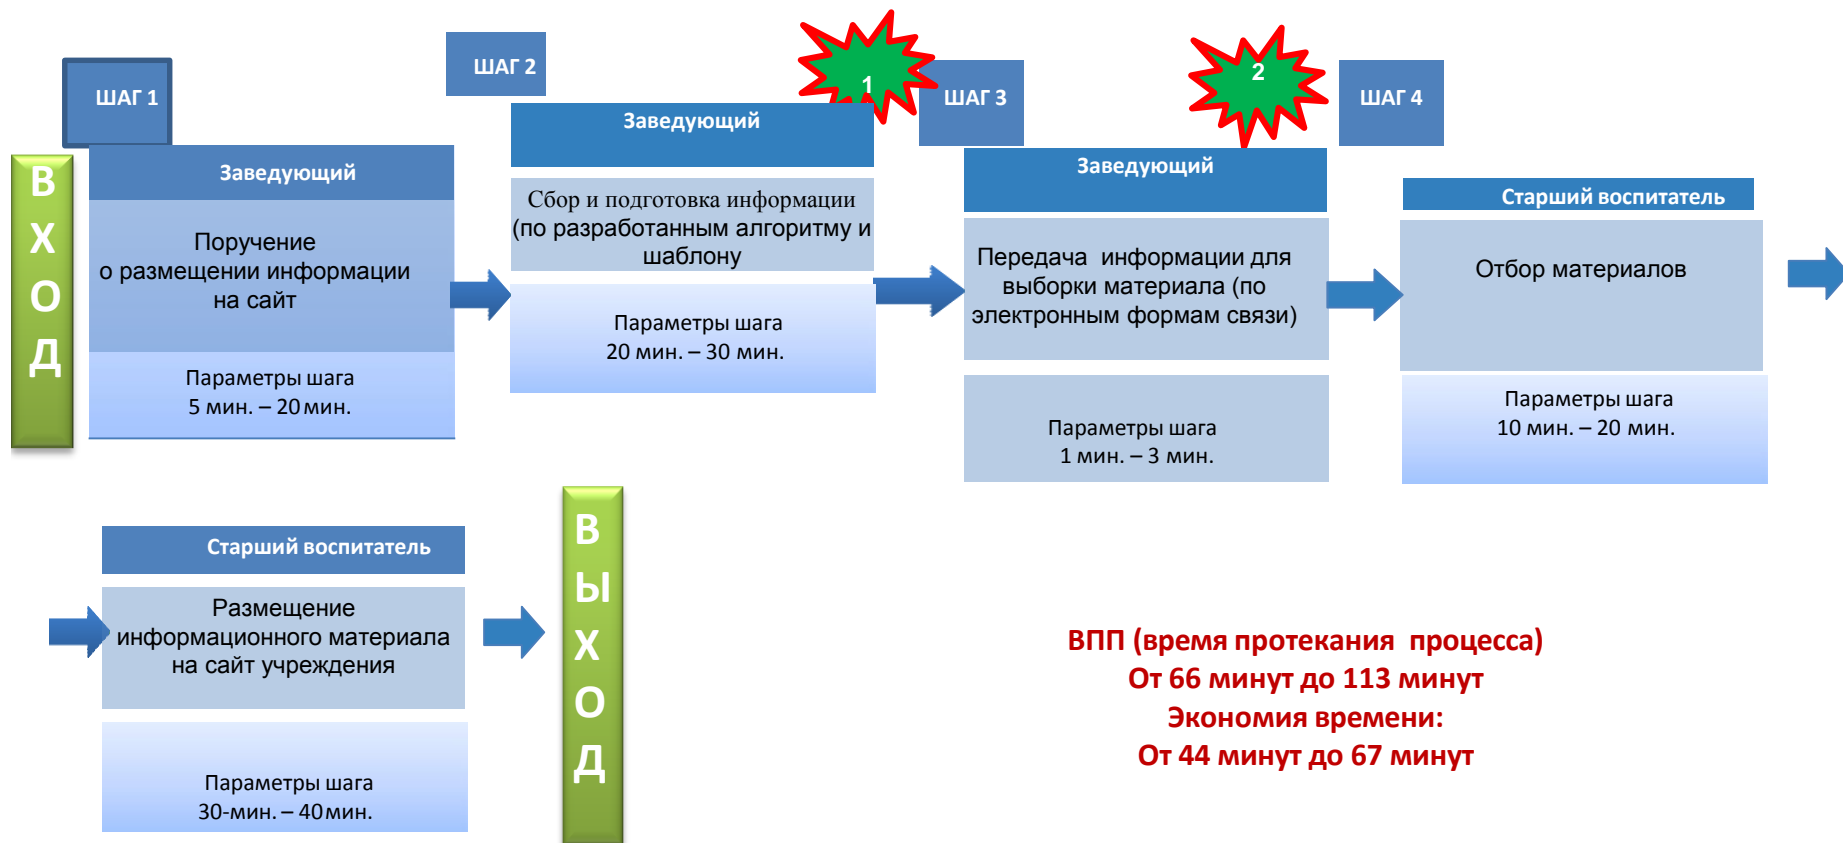 ШАГ 1
ВХОД
Заведующий
Поручение
о размещении информации
на сайт
Параметры шага
5 мин. – 20 мин.
ШАГ 2
Заведующий
Сбор и подготовка информации
(по разработанным алгоритму и
шаблону
Параметры шага
20 мин. – 30 мин.
1
ШАГ 3
Заведующий
Передача информации для
выборки материала (по
электронным формам связи)
Параметры шага
1 мин. – 3 мин.
2
ШАГ 4
Старший воспитатель
Отбор материалов
Параметры шага
10 мин. – 20 мин.
Старший воспитатель
Размещение
информационного материала
на сайт учреждения
Параметры шага
30-мин. – 40 мин.
ВЫХОД
ВПП (время протекания процесса)
От 66 минут до 113 минут
Экономия времени:
От 44 минут до 67 минут